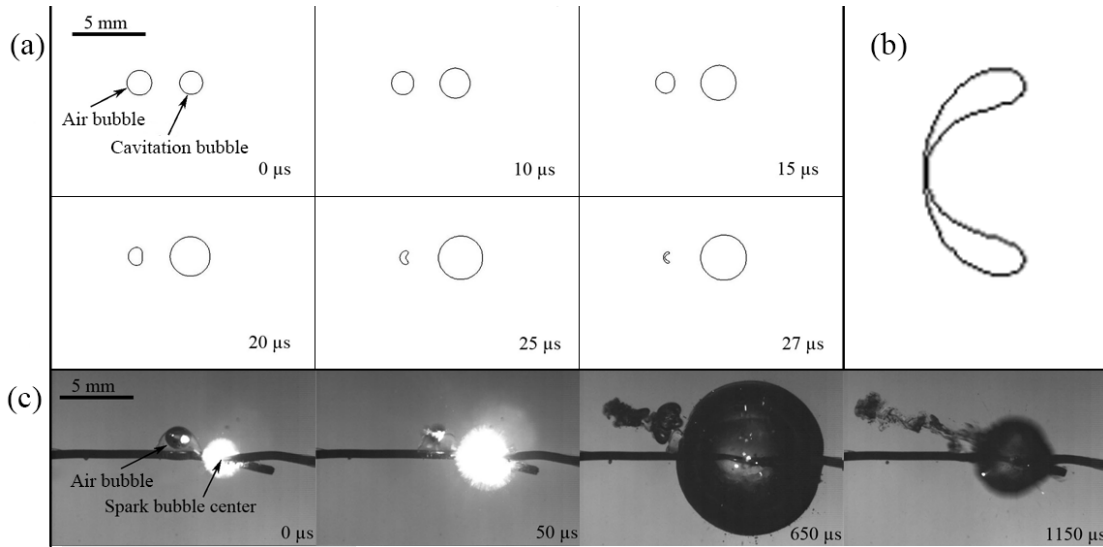 (a)
5 mm
Air bubble
Cavitation bubble
0 µs
10 µs
15 µs
20 µs
25 µs
27 µs
(b)
(c)
5 mm
Air bubble
Spark bubble center
0 µs
50 µs
650 µs
1150 µs